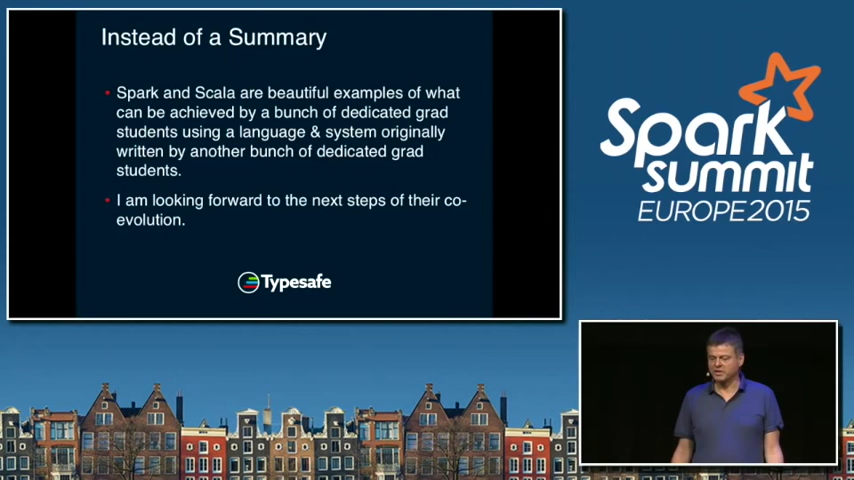 Instead of a Summary
• Spark and Scala are beautiful examples of what
can be achieved by a bunch of dedicated grad
students using a language & system originally
written by another bunch of dedicated grad
students.
• I am looking forward to the next steps of their co-
evolution.
Typesafe
Spark
summit
EUROPE 2015